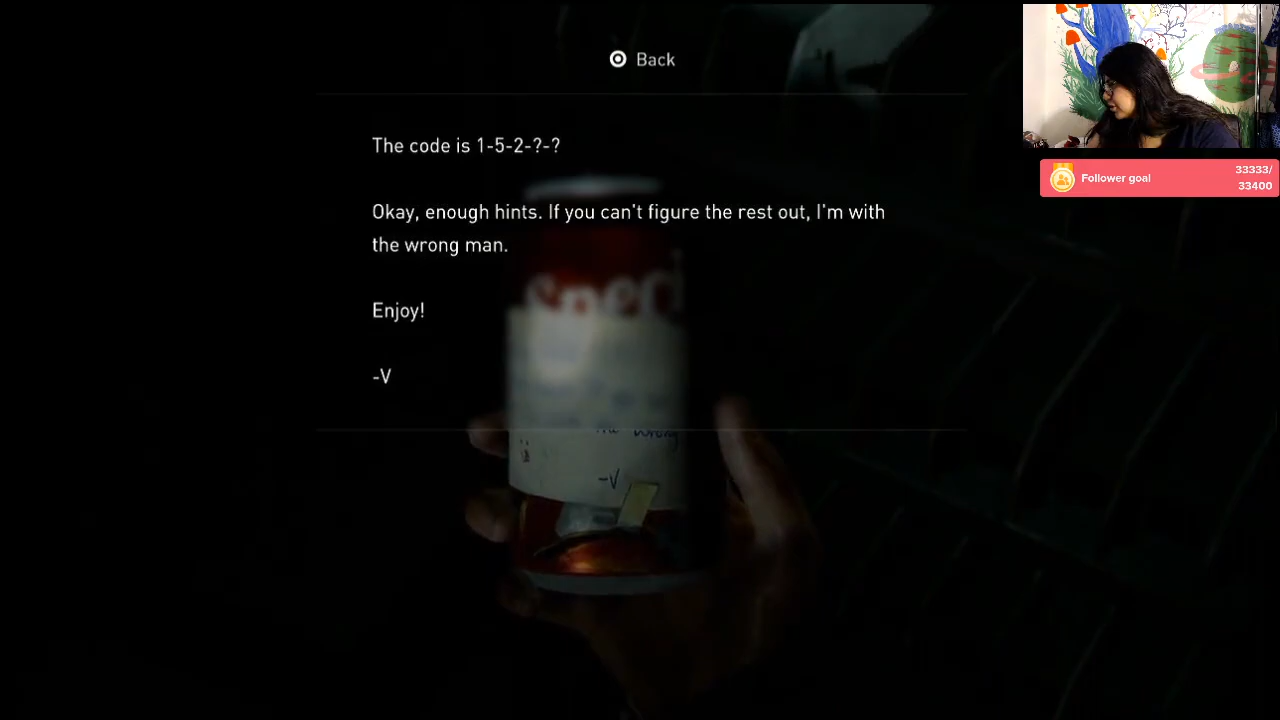 Back
The code is 1-5-2-?-?
Okay, enough hints. If you can't figure the rest out, I'm with
the wrong man.
Enjoy!
-V
wrong
-V
Follower goal
33333/
33400